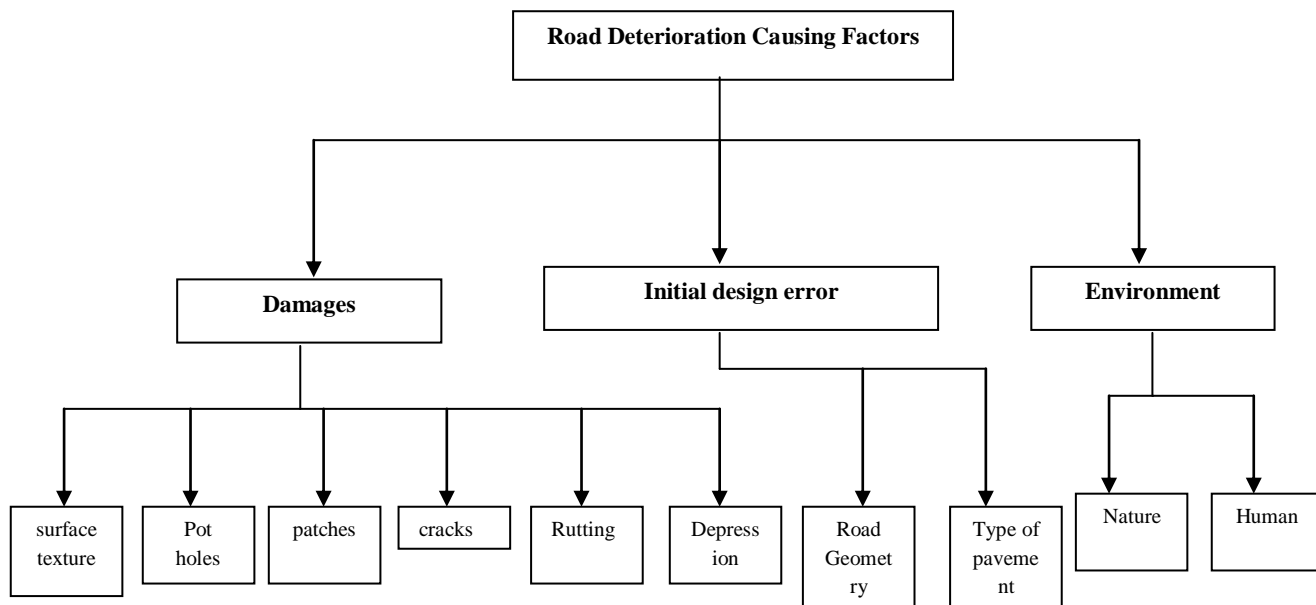 Road Deterioration Causing Factors
Damages
Initial design error
Environment
surface
texture
Pot
holes
patches
cracks
Rutting
Depress
ion
Road
Geomet
ry
Type of
paveme
nt
Nature
Human